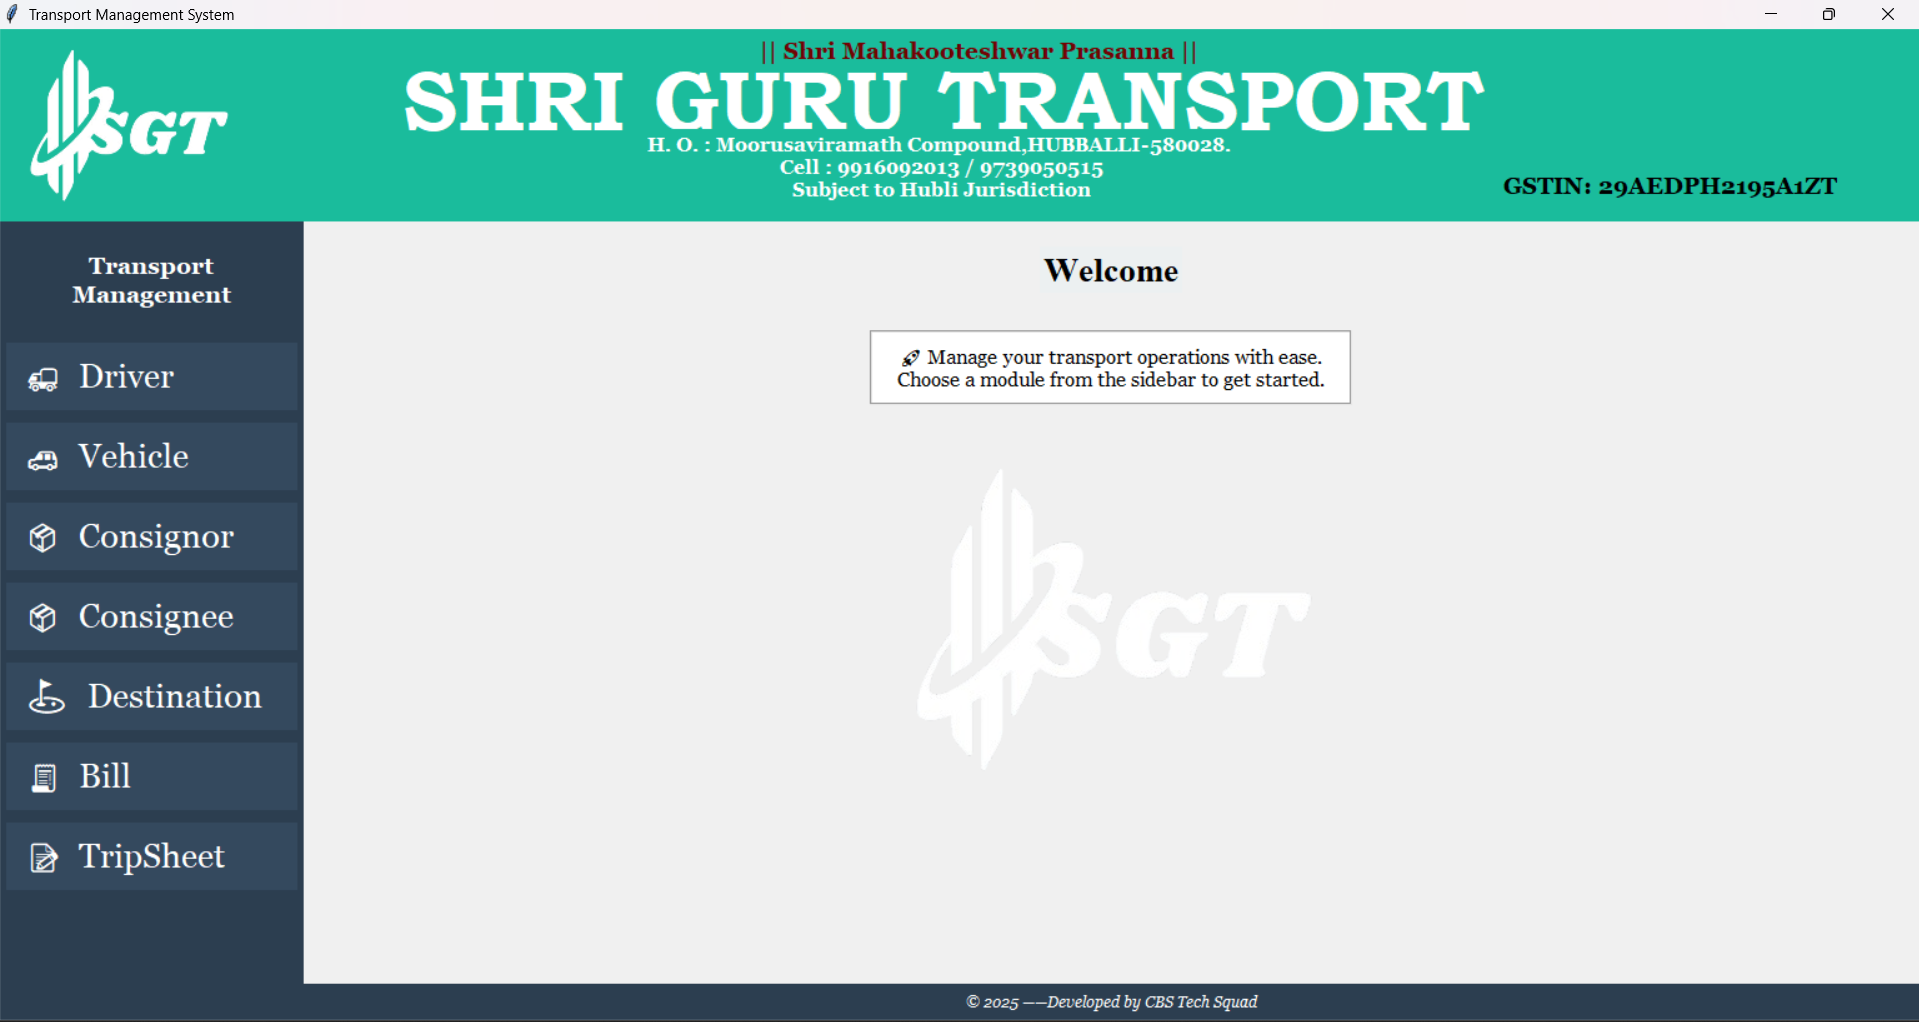 Transport Management System
|| Shri Mahakooteshwar Prasanna ||
SHRI GURU TRANSPORT
H. O. : Moorusaviramath Compound,HUBBALLI-580028.
Cell : 9916092013 / 9739050515
Subject to Hubli Jurisdiction
GSTIN: 29AEDPH2195A1ZT
SGT
Transport
Management
Driver
Vehicle
Consignor
Consignee
Destination
Bill
TripSheet
Welcome
🚀 Manage your transport operations with ease.
Choose a module from the sidebar to get started.
SGT
© 2025 ——Developed by CBS Tech Squad